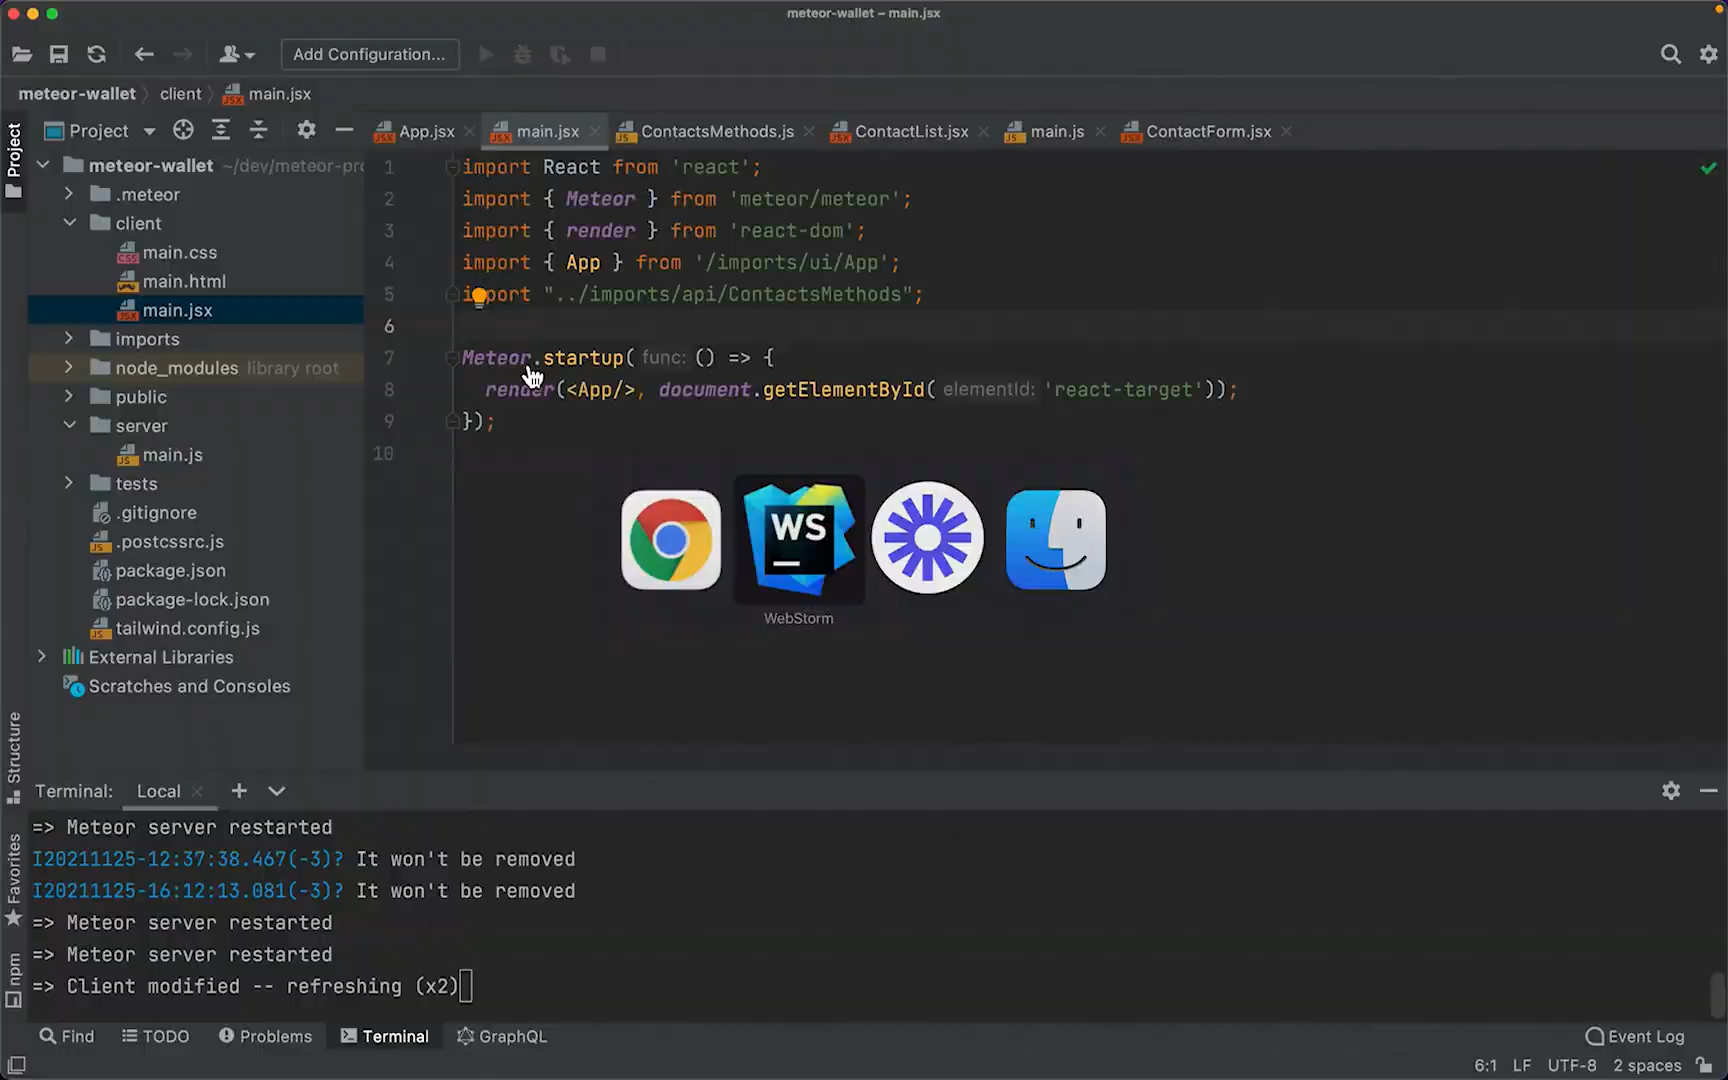 meteor-wallet – main.jsx
Add Configuration...
meteor-wallet client main.jsx
Project
Project
App.jsx main.jsx ContactsMethods.js ContactList.jsx main.js ContactForm.jsx
meteor-wallet ~/dev/meteor-prc
.meteor
client
main.css
main.html
main.jsx
imports
node_modules library root
public
server
main.js
tests
.gitignore
.postcssrc.js
package.json
package-lock.json
tailwind.config.js
External Libraries
Scratches and Consoles
1 import React from 'react';
2 import { Meteor } from 'meteor/meteor';
3 import { render } from 'react-dom';
4 import { App } from '/imports/ui/App';
5 import "../imports/api/ContactsMethods";
6
7 Meteor.startup( func: () => {
8 render(<App/>, document.getElementById( elementId: 'react-target'));
9 });
10
WS
WebStorm
Structure
Favorites
npm
Terminal: Local
=> Meteor server restarted
I20211125-12:37:38.467(-3)? It won't be removed
I20211125-16:12:13.081(-3)? It won't be removed
=> Meteor server restarted
=> Meteor server restarted
=> Client modified -- refreshing (x2)
Find TODO Problems Terminal GraphQL Event Log
6:1 LF UTF-8 2 spaces